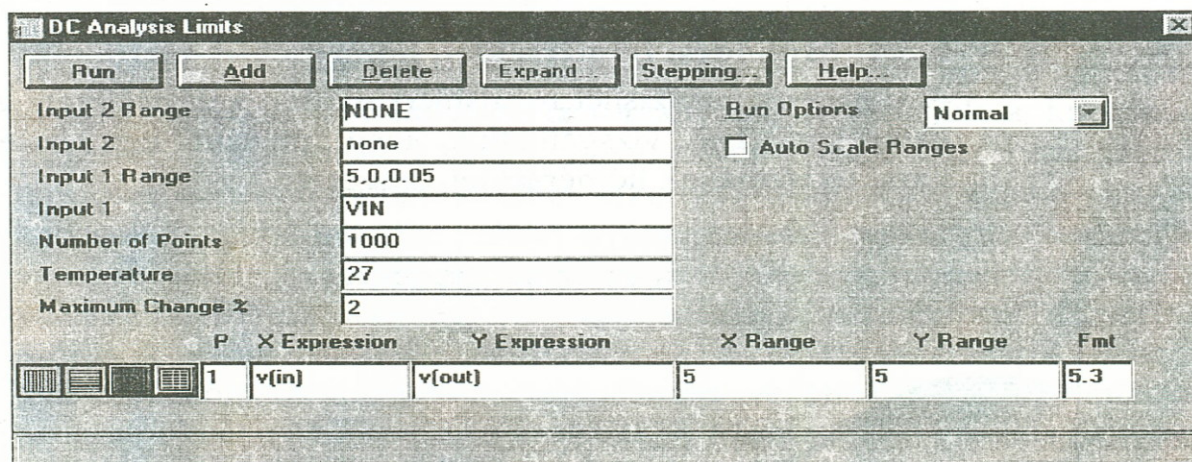 DC Analysis Limits
Run Add Delete Expand... Stepping... Help...
Input 2 Range NONE Run Options Normal
Input 2 none Auto Scale Ranges
Input 1 Range 5,0,0.05
Input 1 VIN
Number of Points 1000
Temperature 27
Maximum Change % 2
P X Expression Y Expression X Range Y Range Fmt
1 v(in) v(out) 5 5 5.3